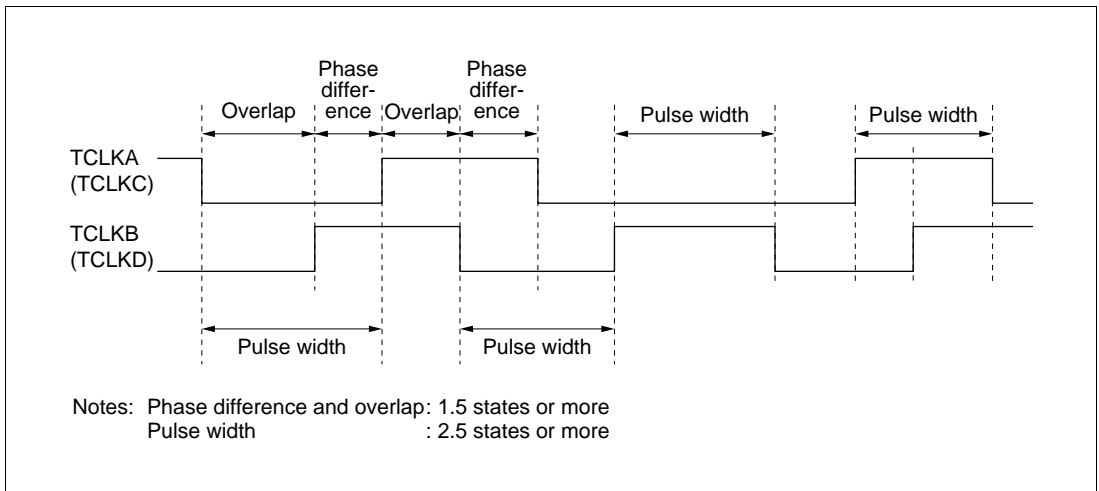 Phase
differ-
ence
Phase
differ-
ence
Overlap
Overlap
Pulse width
Pulse width
TCLKA
(TCLKC)
TCLKB
(TCLKD)
Pulse width
Pulse width
Notes: Phase difference and overlap : 1.5 states or more
Pulse width : 2.5 states or more